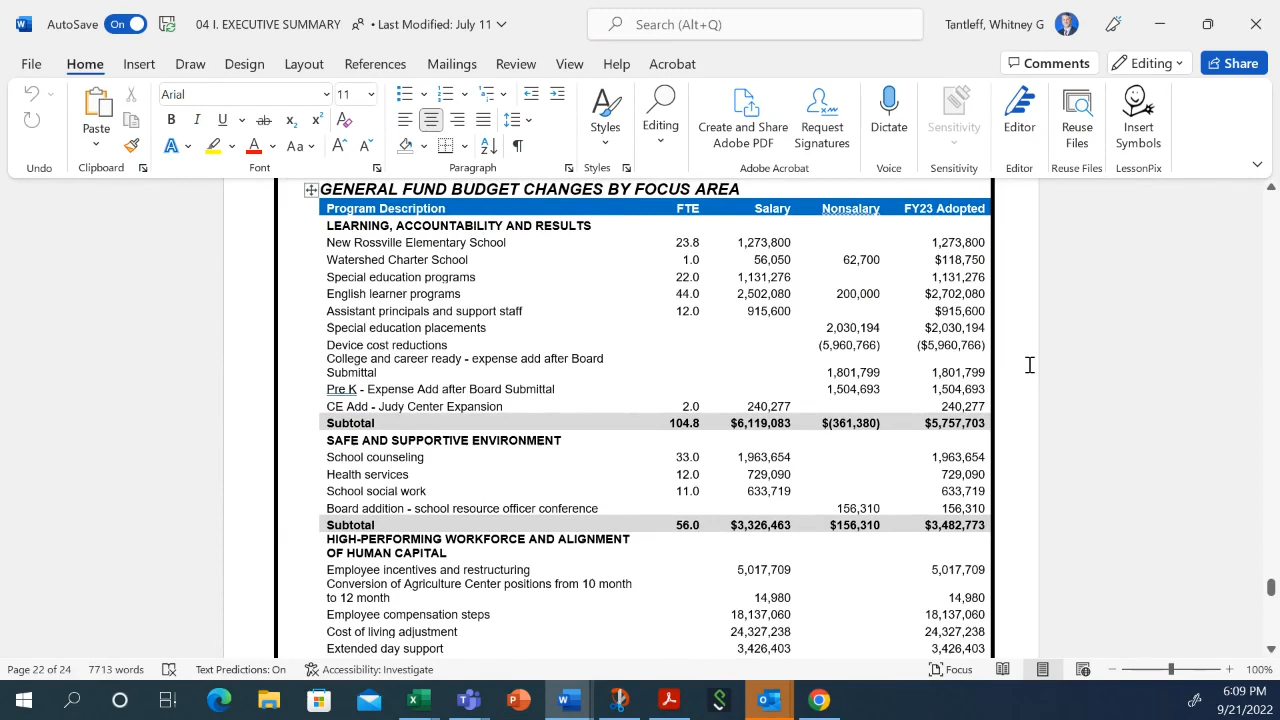 AutoSave On 04 I. EXECUTIVE SUMMARY • Last Modified: July 11 Search (Alt+Q) Tantleff, Whitney G
File Home Insert Draw Design Layout References Mailings Review View Help Acrobat Comments Editing Share
Arial 11
Paste Styles Editing Create and Share Adobe PDF Request Signatures Dictate Sensitivity Editor Reuse Files Insert Symbols
B I U ab x₂ x² A
A A Aa A A
Undo Clipboard Font Paragraph Styles Adobe Acrobat Voice Sensitivity Editor Reuse Files LessonPix
GENERAL FUND BUDGET CHANGES BY FOCUS AREA
Program Description FTE Salary Nonsalary FY23 Adopted
LEARNING, ACCOUNTABILITY AND RESULTS
New Rossville Elementary School 23.8 1,273,800 1,273,800
Watershed Charter School 1.0 56,050 62,700 $118,750
Special education programs 22.0 1,131,276 1,131,276
English learner programs 44.0 2,502,080 200,000 $2,702,080
Assistant principals and support staff 12.0 915,600 $915,600
Special education placements 2,030,194 $2,030,194
Device cost reductions (5,960,766) ($5,960,766)
College and career ready - expense add after Board
Submittal 1,801,799 1,801,799
Pre K - Expense Add after Board Submittal 1,504,693 1,504,693
CE Add - Judy Center Expansion 2.0 240,277 240,277
Subtotal 104.8 $6,119,083 $(361,380) $5,757,703
SAFE AND SUPPORTIVE ENVIRONMENT
School counseling 33.0 1,963,654 1,963,654
Health services 12.0 729,090 729,090
School social work 11.0 633,719 633,719
Board addition - school resource officer conference 156,310 156,310
Subtotal 56.0 $3,326,463 $156,310 $3,482,773
HIGH-PERFORMING WORKFORCE AND ALIGNMENT
OF HUMAN CAPITAL
Employee incentives and restructuring 5,017,709 5,017,709
Conversion of Agriculture Center positions from 10 month
to 12 month 14,980 14,980
Employee compensation steps 18,137,060 18,137,060
Cost of living adjustment 24,327,238 24,327,238
Extended day support 3,426,403 3,426,403
Page 22 of 24 7713 words Text Predictions: On Accessibility: Investigate Focus 100%
6:09 PM
9/21/2022